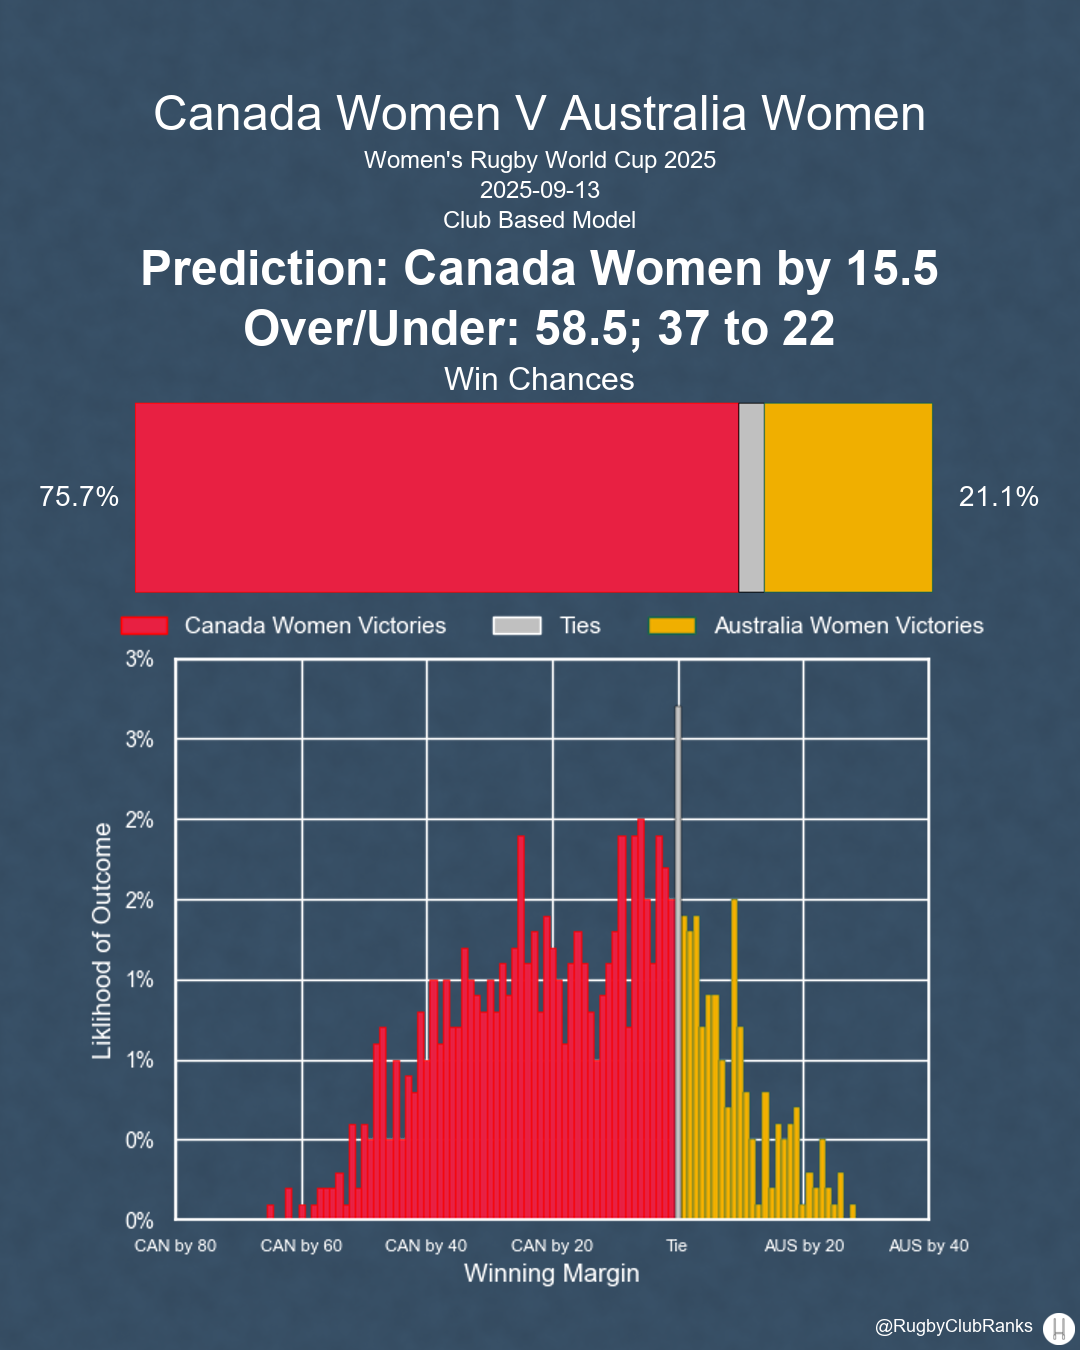 Canada Women V Australia Women
Women's Rugby World Cup 2025
2025-09-13
Club Based Model
Prediction: Canada Women by 15.5
Over/Under: 58.5; 37 to 22
Win Chances
75.7%
21.1%
Canada Women Victories
Ties
Australia Women Victories
3%
3%
2%
2%
1%
1%
0%
0%
Liklihood of Outcome
CAN by 80
CAN by 60
CAN by 40
CAN by 20
Tie
AUS by 20
AUS by 40
Winning Margin
@RugbyClubRanks